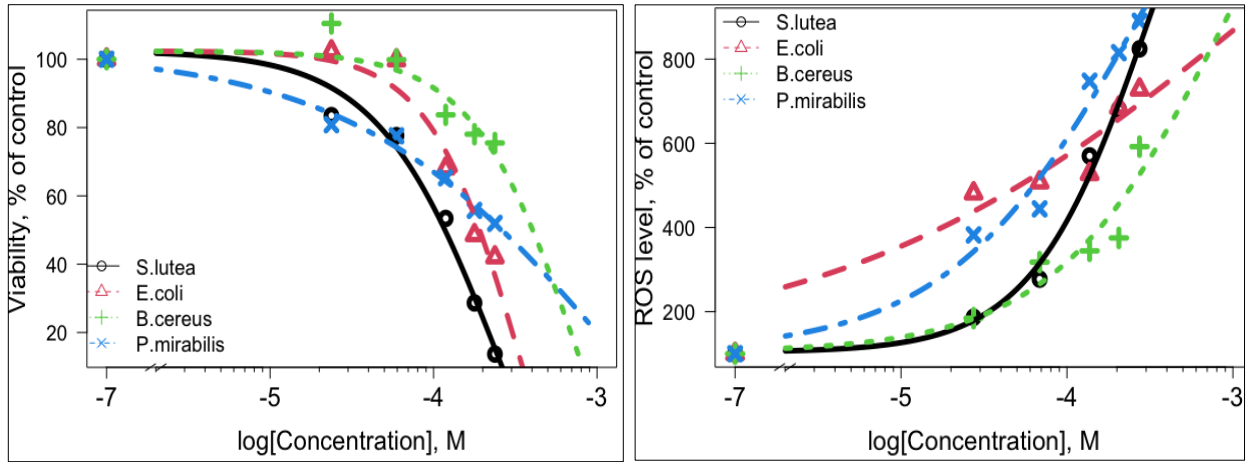 Viability, % of control
100
80
60
40
20
S.lutea
E.coli
B.cereus
P.mirabilis
-7
-5
-4
-3
log[Concentration], M
ROS level, % of control
800
600
400
200
S.lutea
E.coli
B.cereus
P.mirabilis
-7
-5
-4
-3
log[Concentration], M